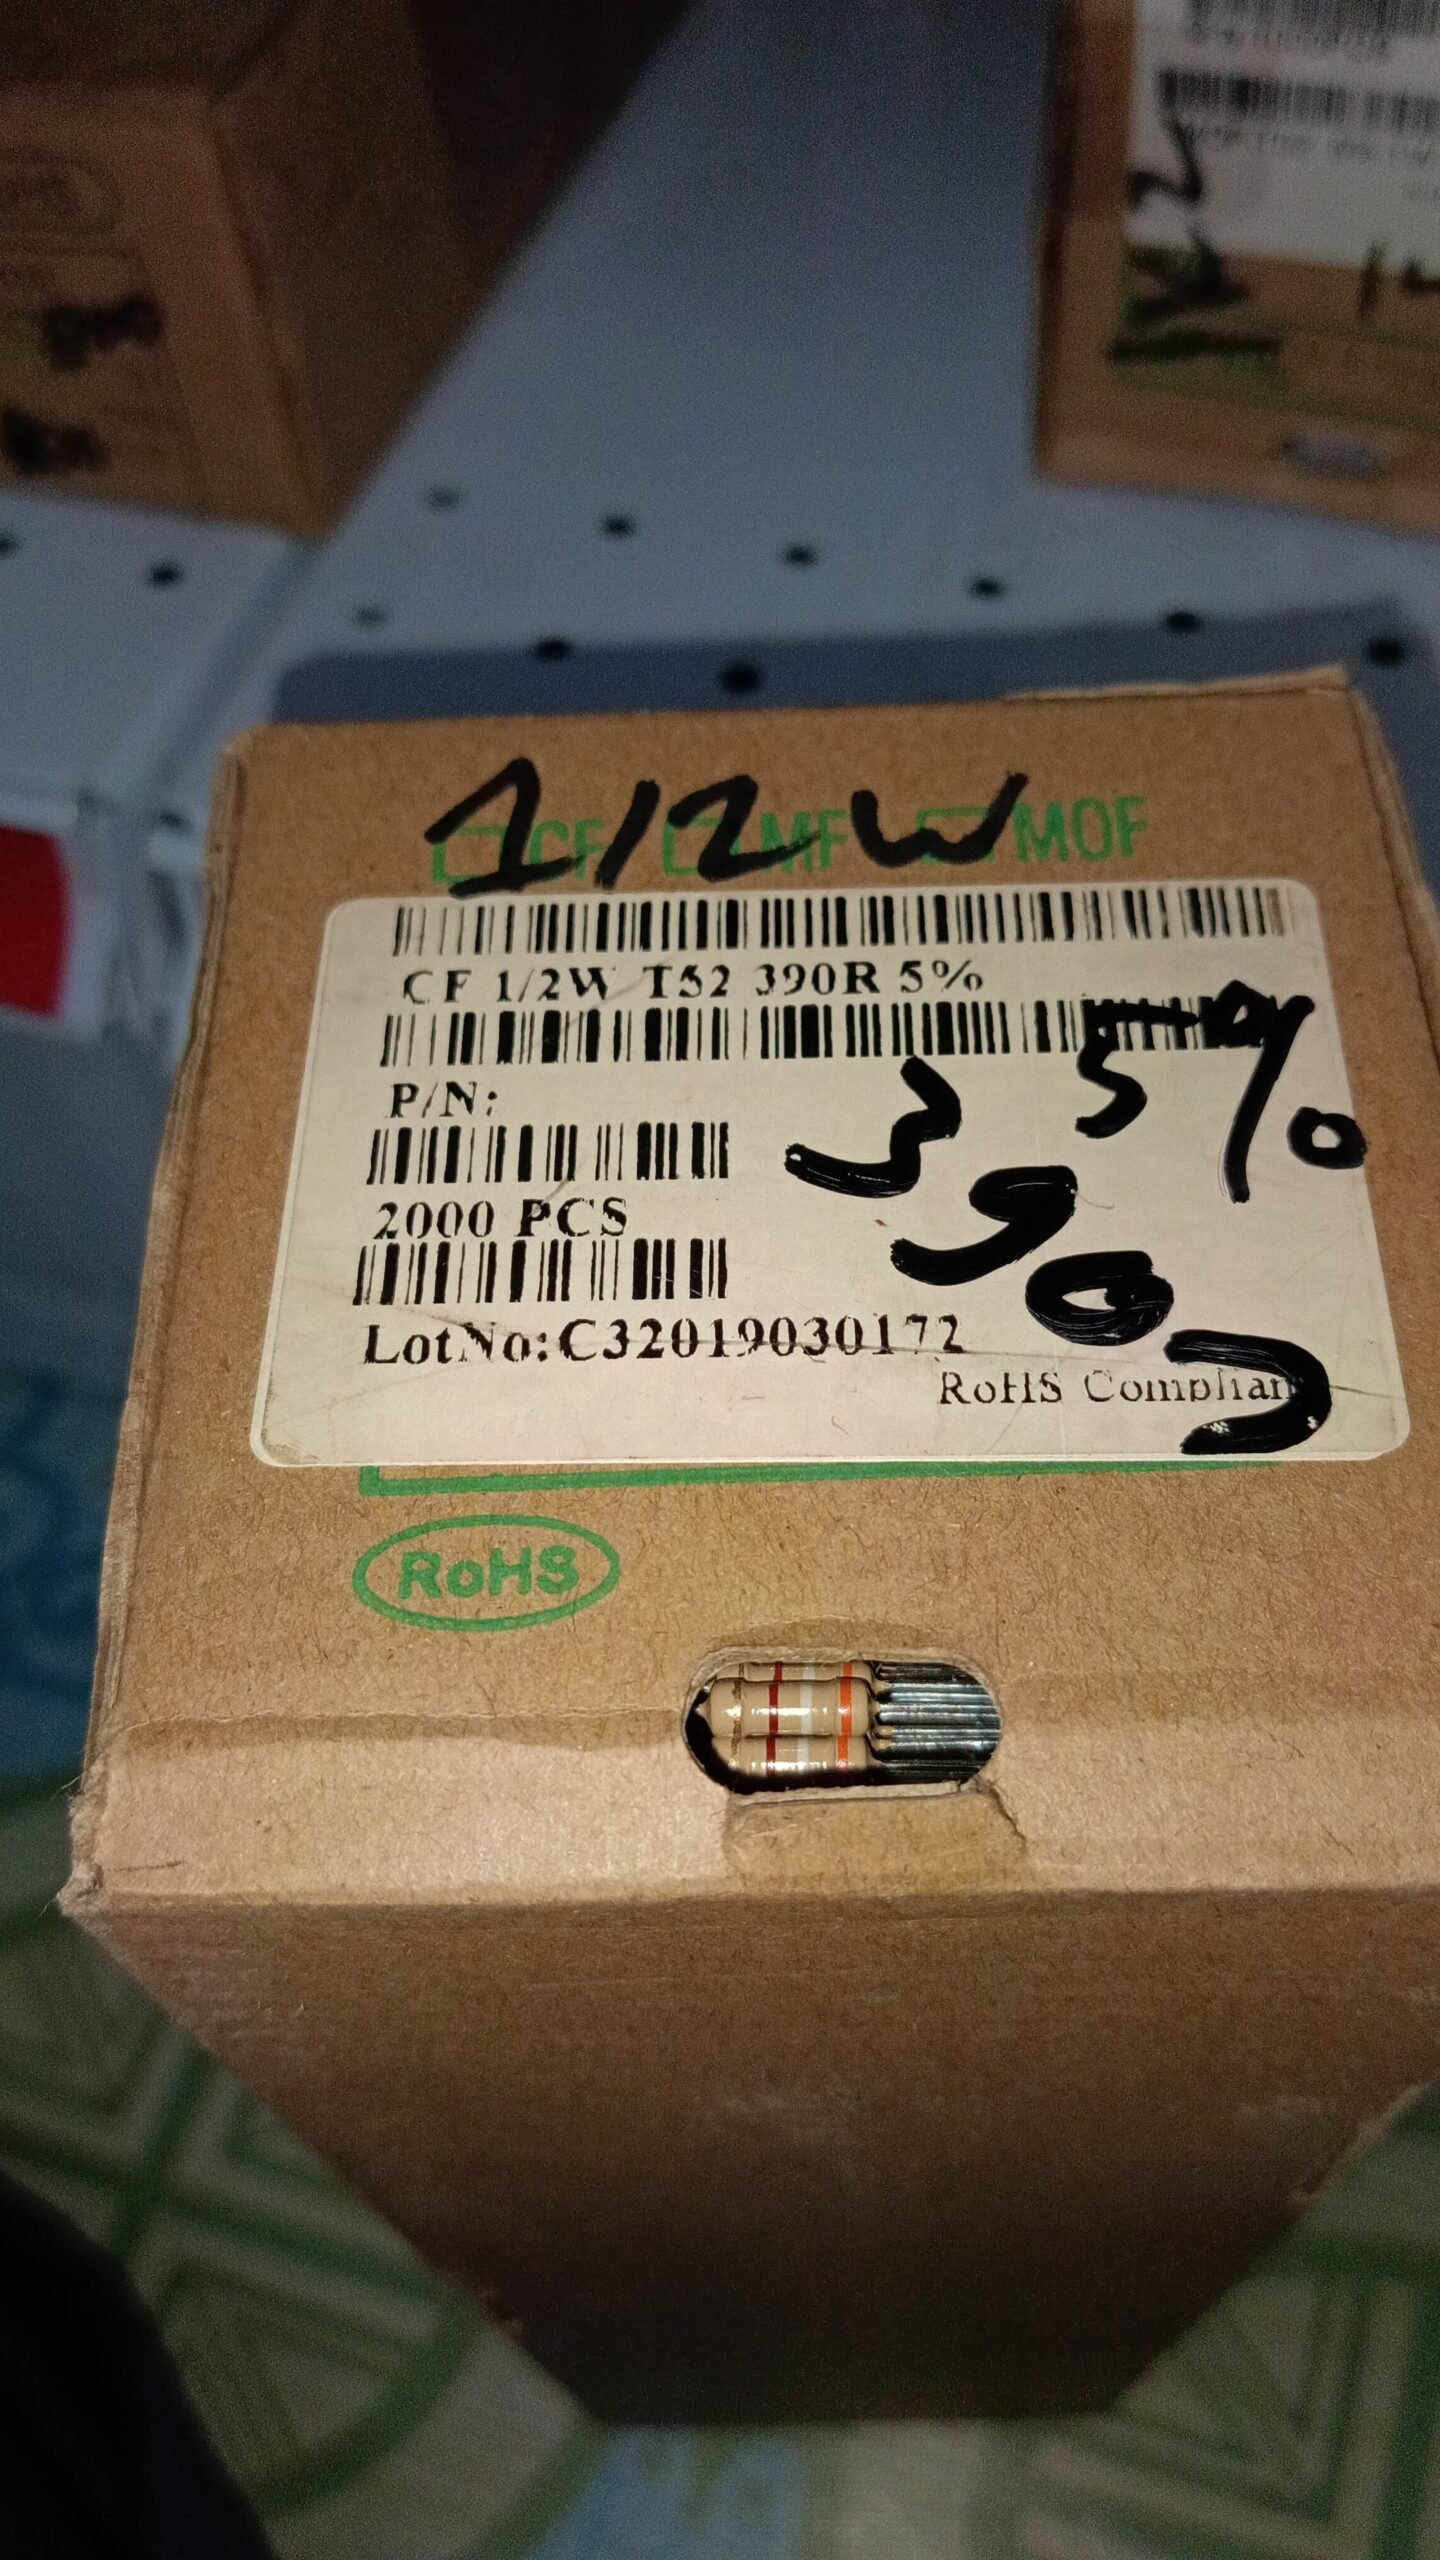 1/2W
CF MF MOF
CF 1/2W T52 390R 5%
5%
P/N:
390
2000 PCS
LotNo:C32019030172
RoHS Complian
RoHS